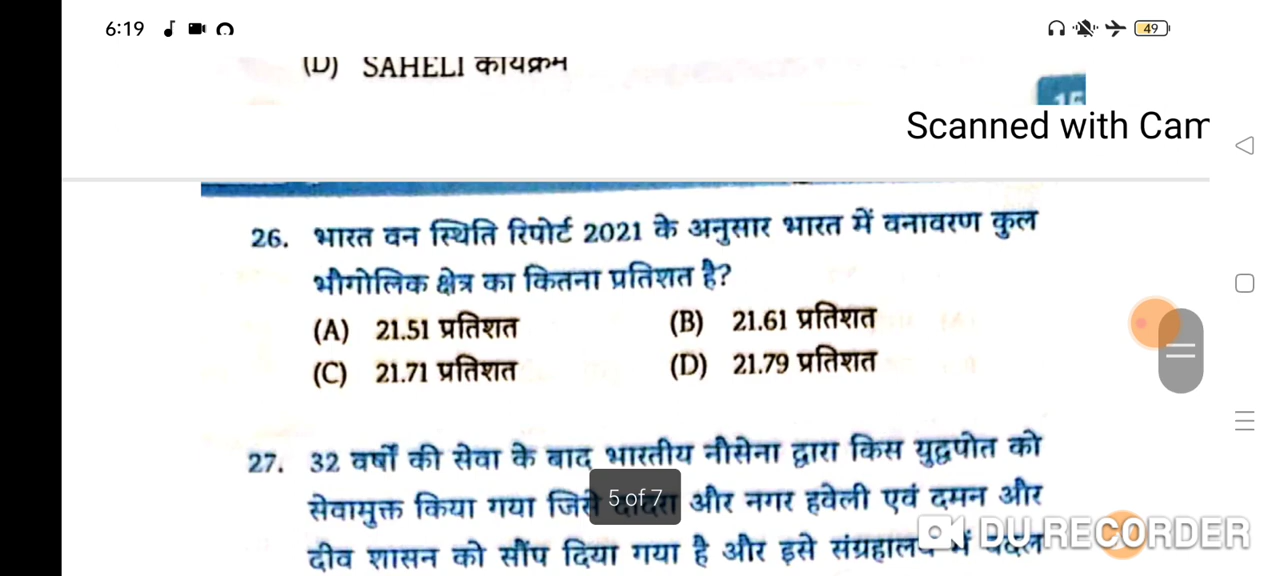 6:19
49
(D) SAHELI कार्यक्रम
15
Scanned with Cam
26. भारत वन स्थिति रिपोर्ट 2021 के अनुसार भारत में वनावरण कुल
भौगोलिक क्षेत्र का कितना प्रतिशत है?
(A) 21.51 प्रतिशत (B) 21.61 प्रतिशत
(C) 21.71 प्रतिशत (D) 21.79 प्रतिशत
27. 32 वर्षों की सेवा के बाद भारतीय नौसेना द्वारा किस युद्धपोत को
सेवामुक्त किया गया जिसे दादरा और नगर हवेली एवं दमन और
5 of 7
दीव शासन को सौंप दिया गया है और इसे संग्रहालय में बदल
DU RECORDER